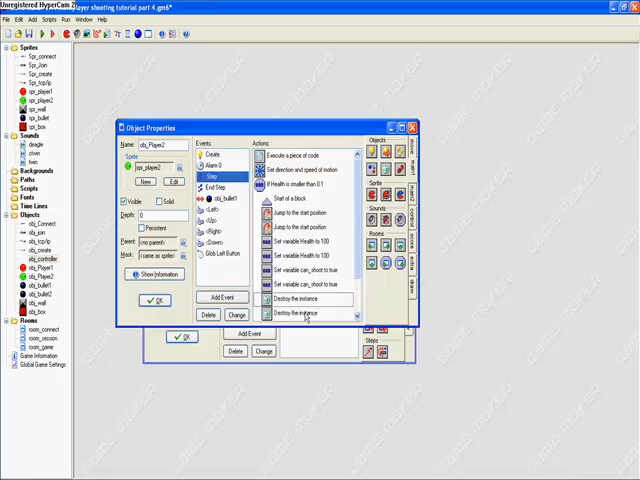 Unregistered HyperCam 2
player shooting tutorial part 4.gm6*
File Edit Add Scripts Run Window Help
Sprites
Spr_connect
Spr_Join
Spr_create
Spr_tcp/ip
spr_player1
spr_player2
spr_wall
spr_box
Sounds
deagle
ctwin
twin
Backgrounds
Paths
Scripts
Fonts
Time Lines
Objects
obj_Connect
obj_join
obj_create
obj_tcp/ip
obj_controller
obj_Player1
obj_Player2
obj_bullet1
obj_bullet2
obj_wall
obj_box
Rooms
room_connect
room_session
room_game
Game Information
Global Game Settings
Object Properties
Name: obj_Player2
Sprite
spr_player2
New Edit
Visible Solid
Depth: 0
Persistent
Parent: <no parent>
Mask: <same as sprite>
Show Information
OK
Events:
Create
Alarm 0
Step
End Step
obj_bullet1
<Left>
<Up>
<Right>
<Down>
Glob Left Button
Add Event
Delete Change
Actions:
Execute a piece of code
Set direction and speed of motion
If Health is smaller than 0.1
Start of a block
Jump to the start position
Jump to the start position
Set variable Health to 100
Set variable Health to 100
Set variable can_shoot to true
Set variable can_shoot to true
Destroy the instance
Destroy the instance
Objects
Sprite
Sounds
Rooms
move
main1
main2
control
score
extra
draw
OK
Add Event
Delete Change
Steps